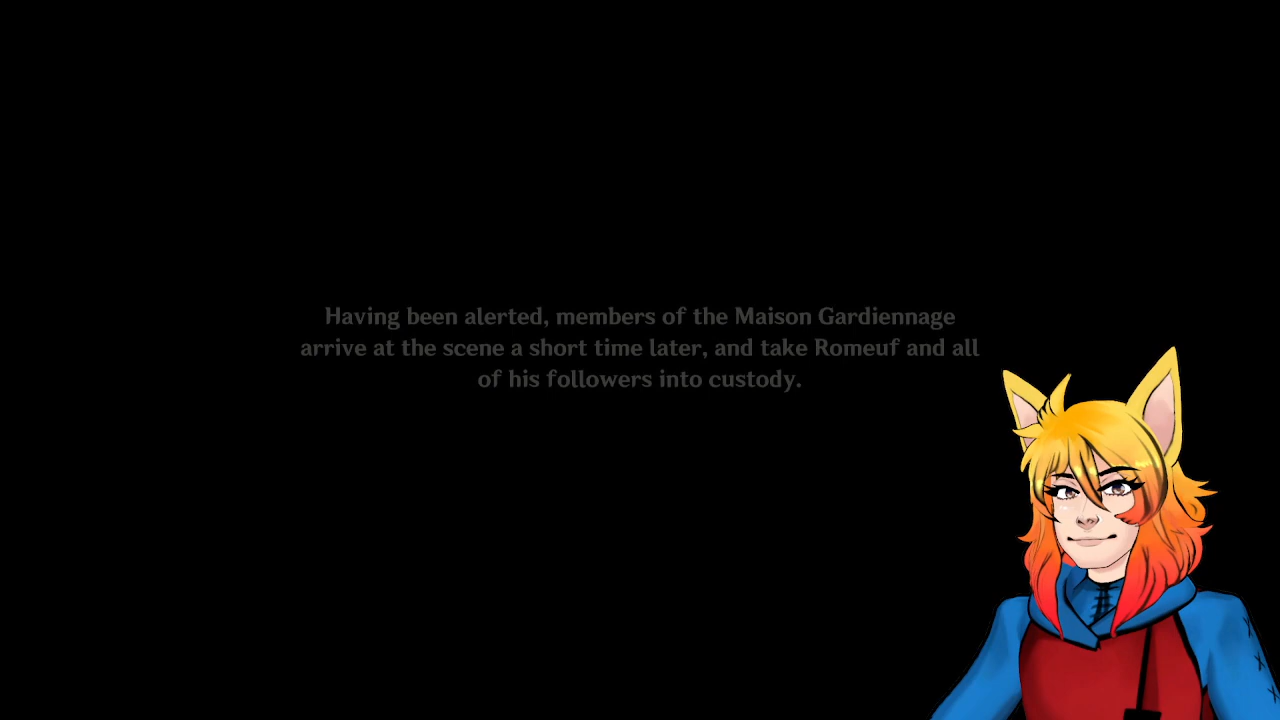 Having been alerted, members of the Maison Gardiennage
arrive at the scene a short time later, and take Romeuf and all
of his followers into custody.